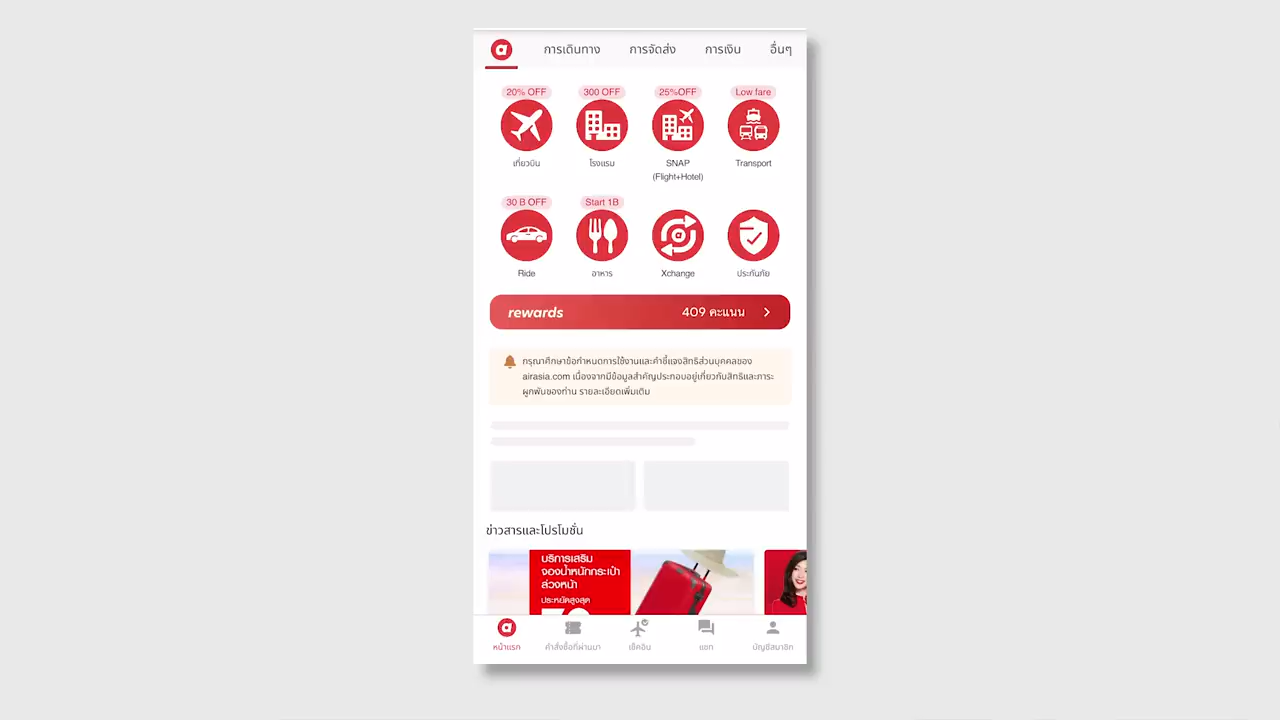 a
การเดินทาง
การจัดส่ง
การเงิน
อื่นๆ
20% OFF
300 OFF
25%OFF
Low fare
เที่ยวบิน
โรงแรม
SNAP
(Flight+Hotel)
Transport
30 B OFF
Start 1B
a
Ride
อาหาร
Xchange
ประกันภัย
rewards
409 คะแนน
กรุณาศึกษาข้อกำหนดการใช้งานและคำชี้แจงสิทธิส่วนบุคคลของ
airasia.com เนื่องจากมีข้อมูลสำคัญประกอบอยู่เกี่ยวกับสิทธิและภาระ
ผูกพันของท่าน รายละเอียดเพิ่มเติม
ข่าวสารและโปรโมชั่น
บริการเสริม
จองน้ำหนักกระเป๋า
ล่วงหน้า
ประหยัดสูงสุด
a
หน้าแรก
คำสั่งซื้อที่ผ่านมา
เช็คอิน
แชท
บัญชีสมาชิก